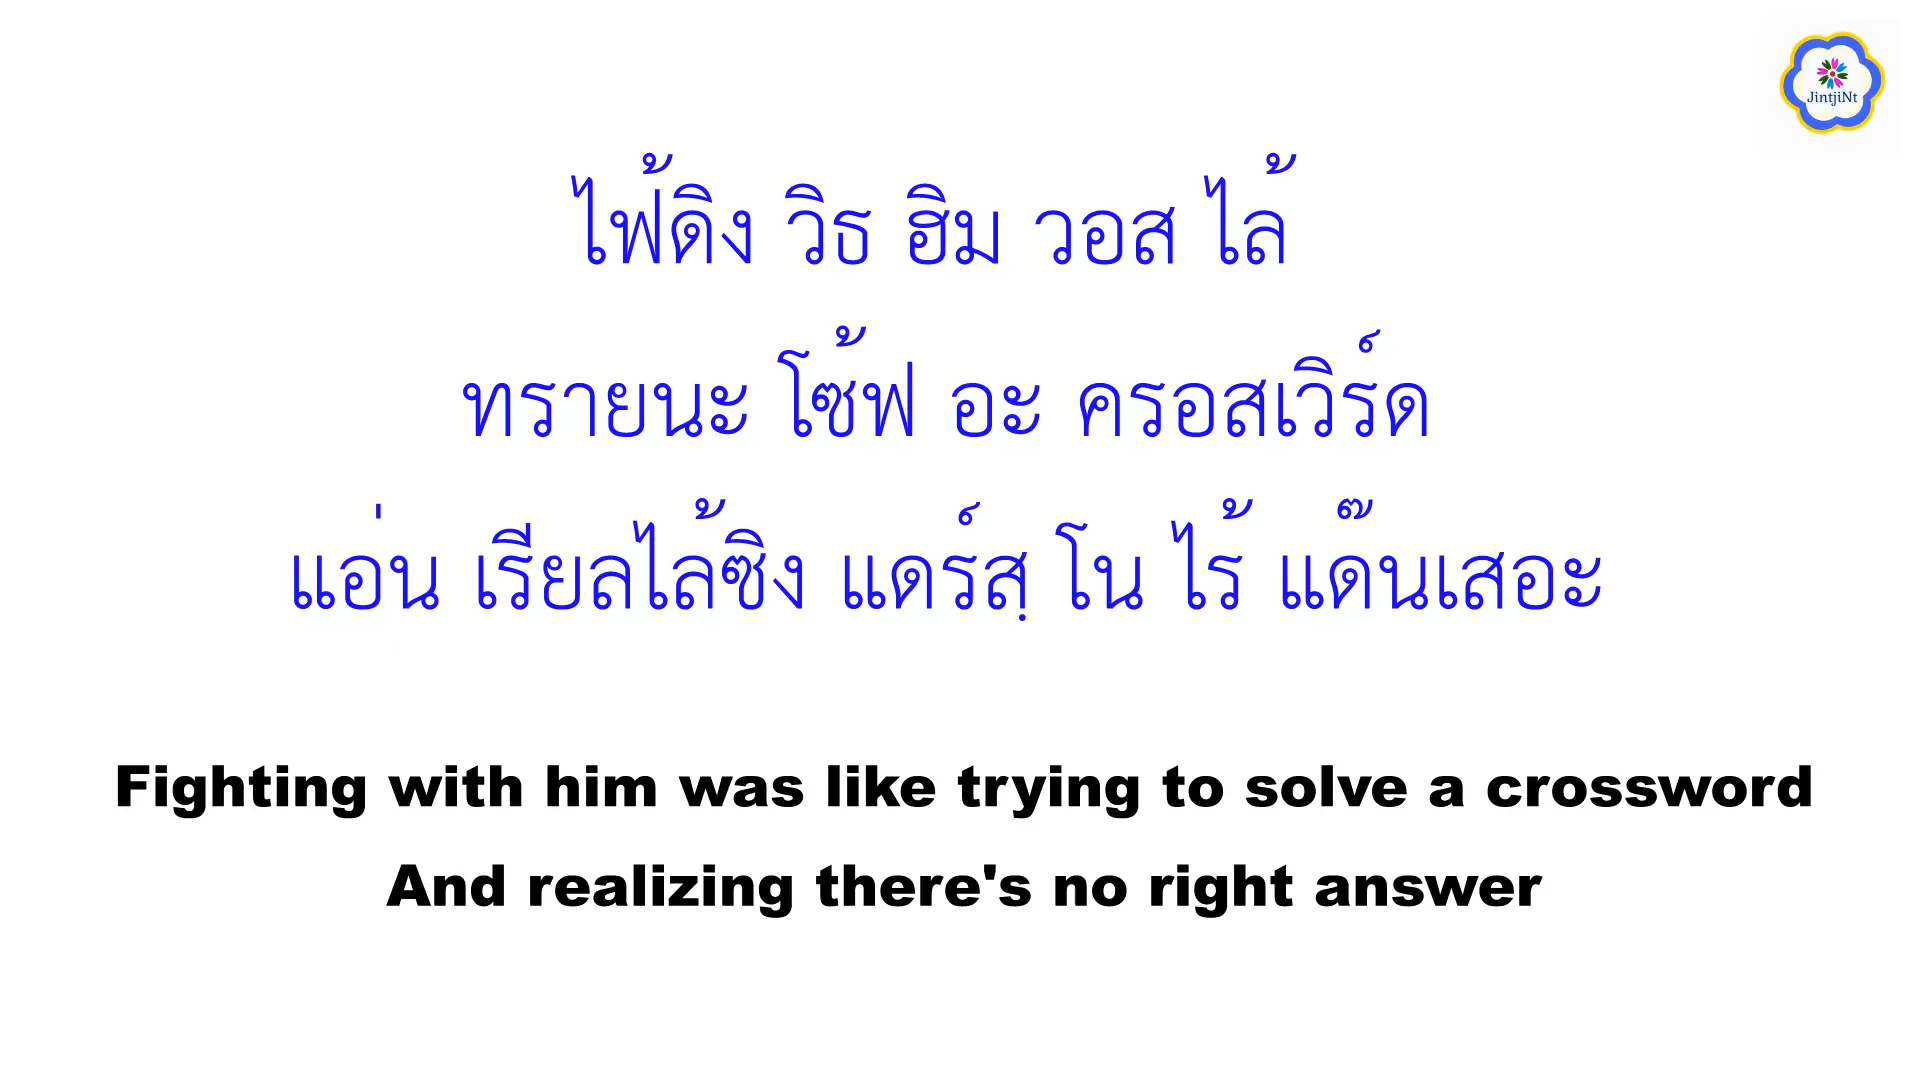 JintjiNt
ไฟ้ดิง วิธ ฮิม วอส ไล้
ทรายนะ โซ้ฟ อะ ครอสเวิร์ด
แอ่น เรียลไล้ซิง แดร์สฺ โน ไร้ แด๊นเสอะ
Fighting with him was like trying to solve a crossword
And realizing there's no right answer